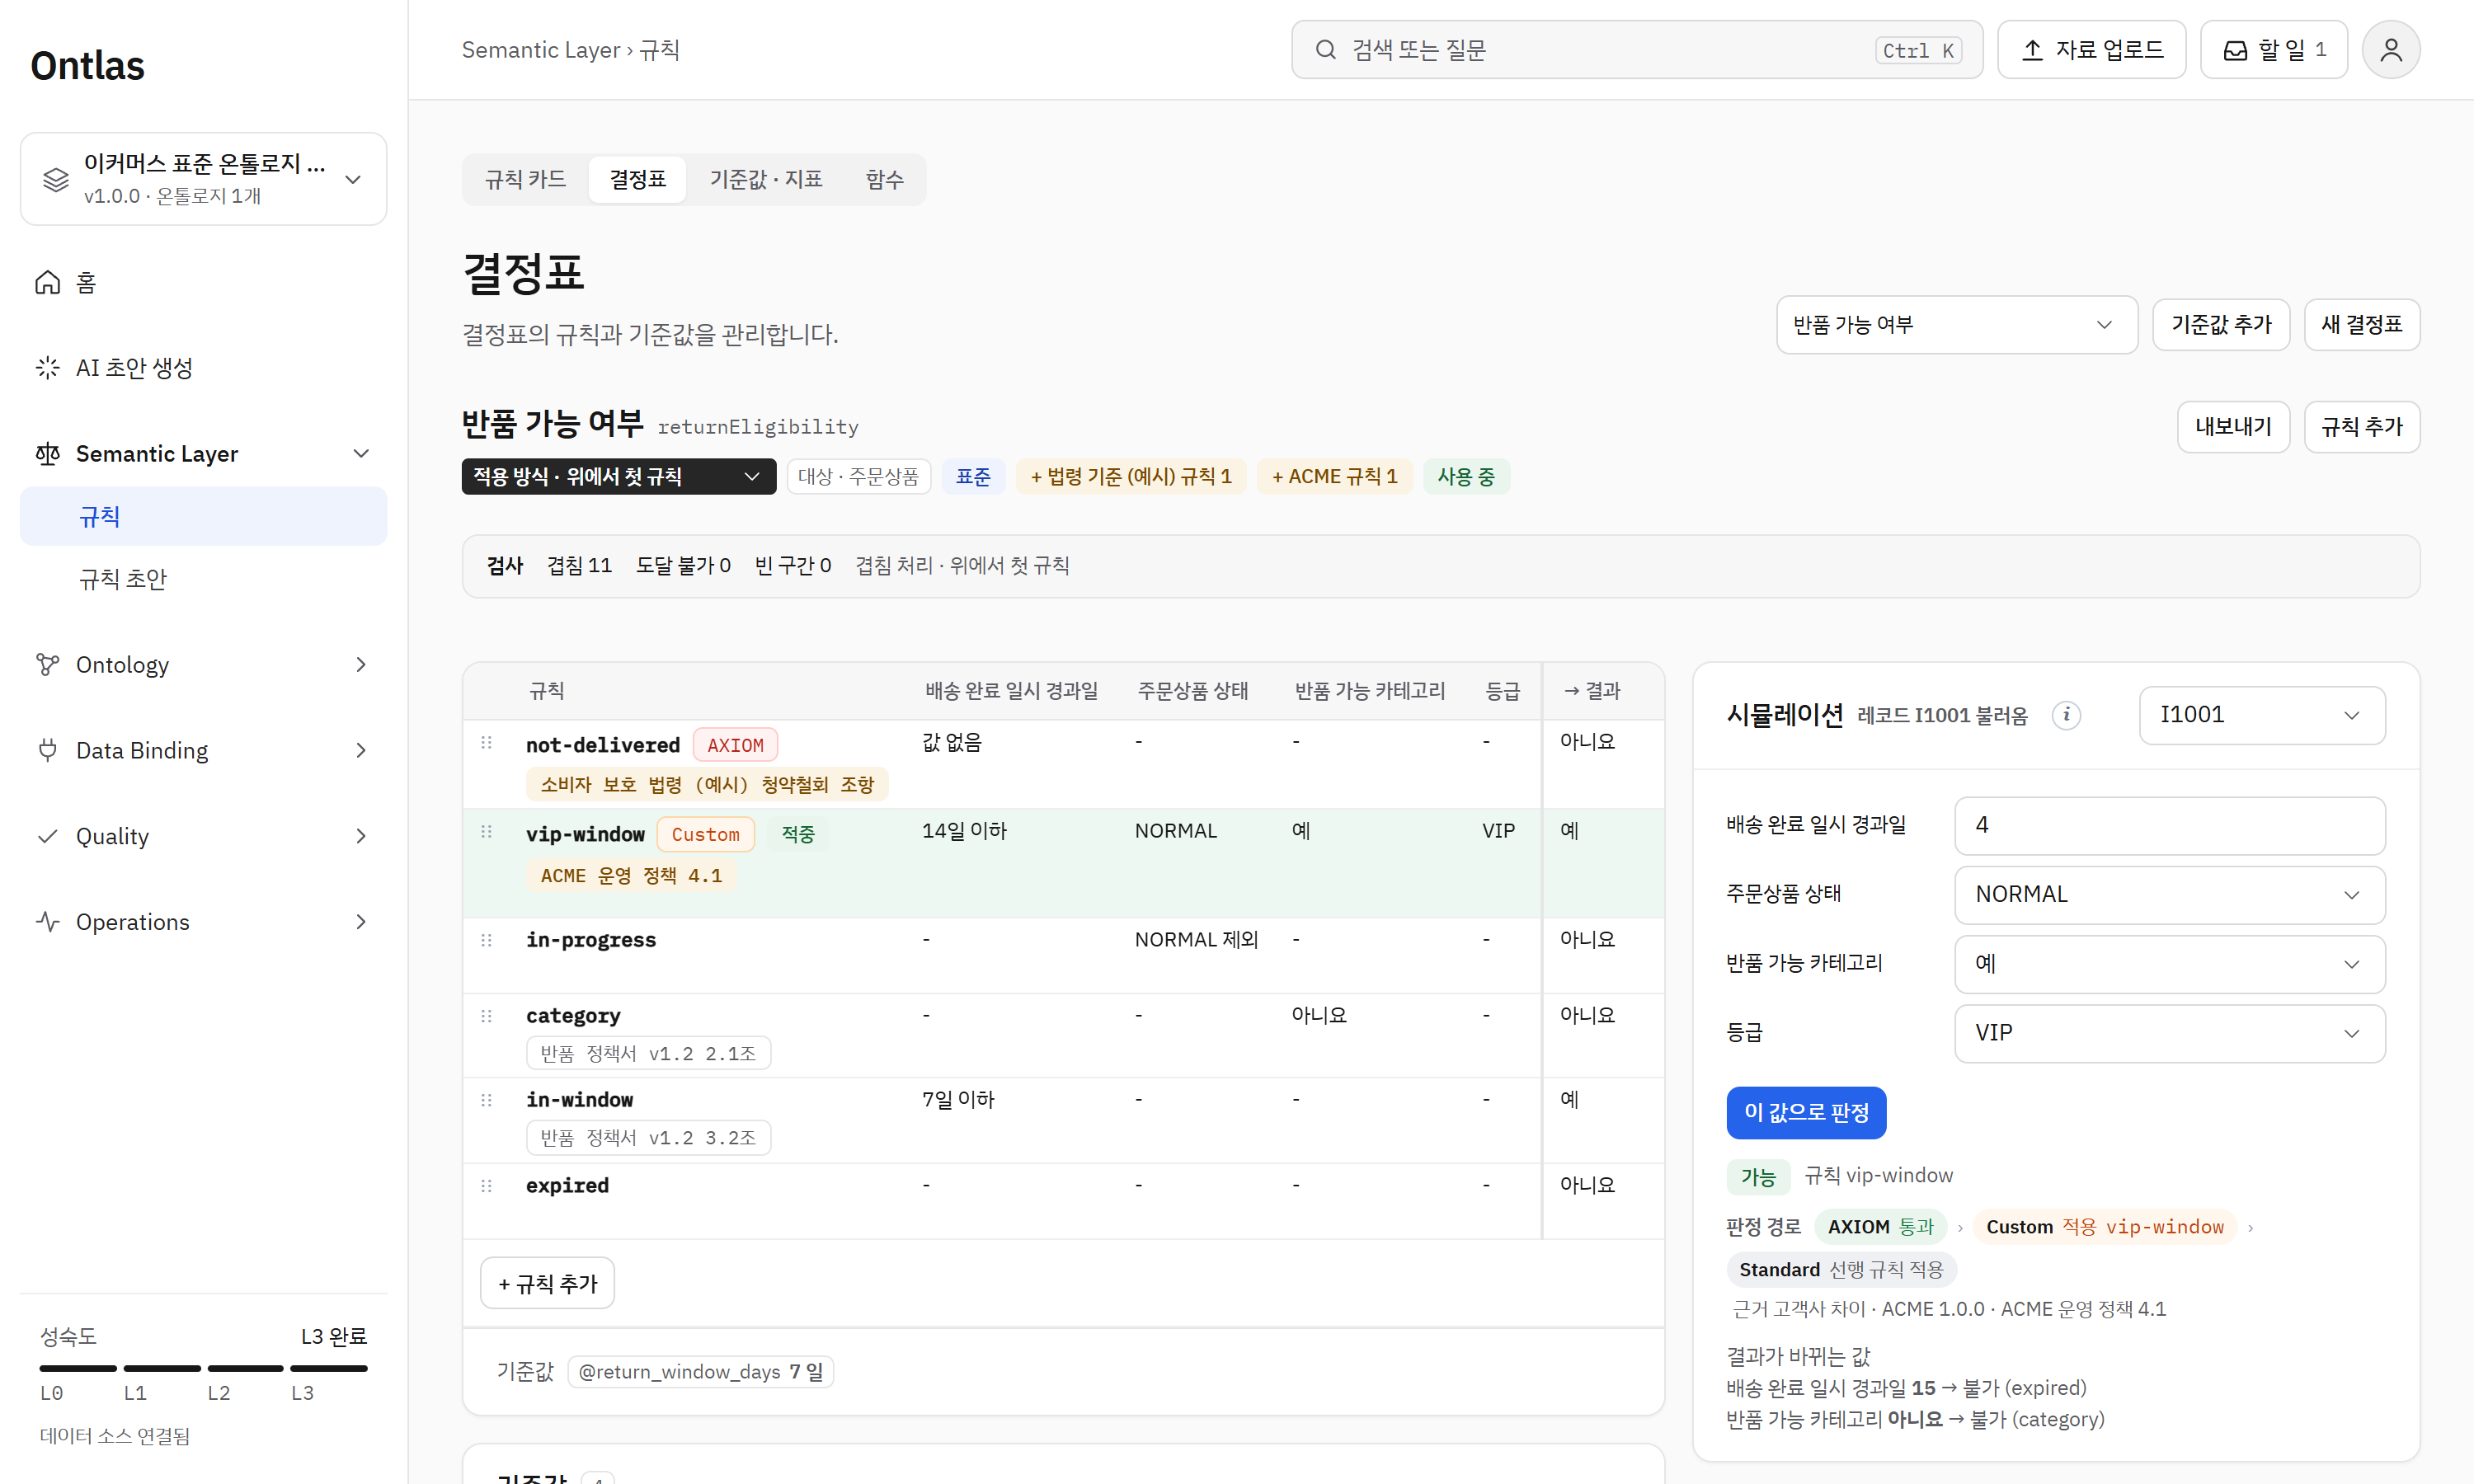 Ontlas
이커머스 표준 온톨로지 ...
v1.0.0 · 온톨로지 1개
홈
AI 초안 생성
Semantic Layer
규칙
규칙 초안
Ontology
Data Binding
Quality
Operations
성숙도 L3 완료
L0 L1 L2 L3
데이터 소스 연결됨
Semantic Layer › 규칙
검색 또는 질문 Ctrl K
자료 업로드
할 일 1
규칙 카드 결정표 기준값 · 지표 함수
결정표
결정표의 규칙과 기준값을 관리합니다.
반품 가능 여부
기준값 추가
새 결정표
반품 가능 여부 returnEligibility
내보내기
규칙 추가
적용 방식 · 위에서 첫 규칙 대상 · 주문상품 표준 + 법령 기준 (예시) 규칙 1 + ACME 규칙 1 사용 중
검사 겹침 11 도달 불가 0 빈 구간 0 겹침 처리 · 위에서 첫 규칙
규칙 배송 완료 일시 경과일 주문상품 상태 반품 가능 카테고리 등급 → 결과
not-delivered AXIOM 값 없음 - - - 아니요
소비자 보호 법령 (예시) 청약철회 조항
vip-window Custom 적중 14일 이하 NORMAL 예 VIP 예
ACME 운영 정책 4.1
in-progress - NORMAL 제외 - - 아니요
category - - 아니요 - 아니요
반품 정책서 v1.2 2.1조
in-window 7일 이하 - - - 예
반품 정책서 v1.2 3.2조
expired - - - - 아니요
+ 규칙 추가
기준값 @return_window_days 7 일
시뮬레이션 레코드 I1001 불러옴 i I1001
배송 완료 일시 경과일 4
주문상품 상태 NORMAL
반품 가능 카테고리 예
등급 VIP
이 값으로 판정
가능 규칙 vip-window
판정 경로 AXIOM 통과 › Custom 적용 vip-window ›
Standard 선행 규칙 적용
근거 고객사 차이 · ACME 1.0.0 · ACME 운영 정책 4.1
결과가 바뀌는 값
배송 완료 일시 경과일 15 → 불가 (expired)
반품 가능 카테고리 아니요 → 불가 (category)